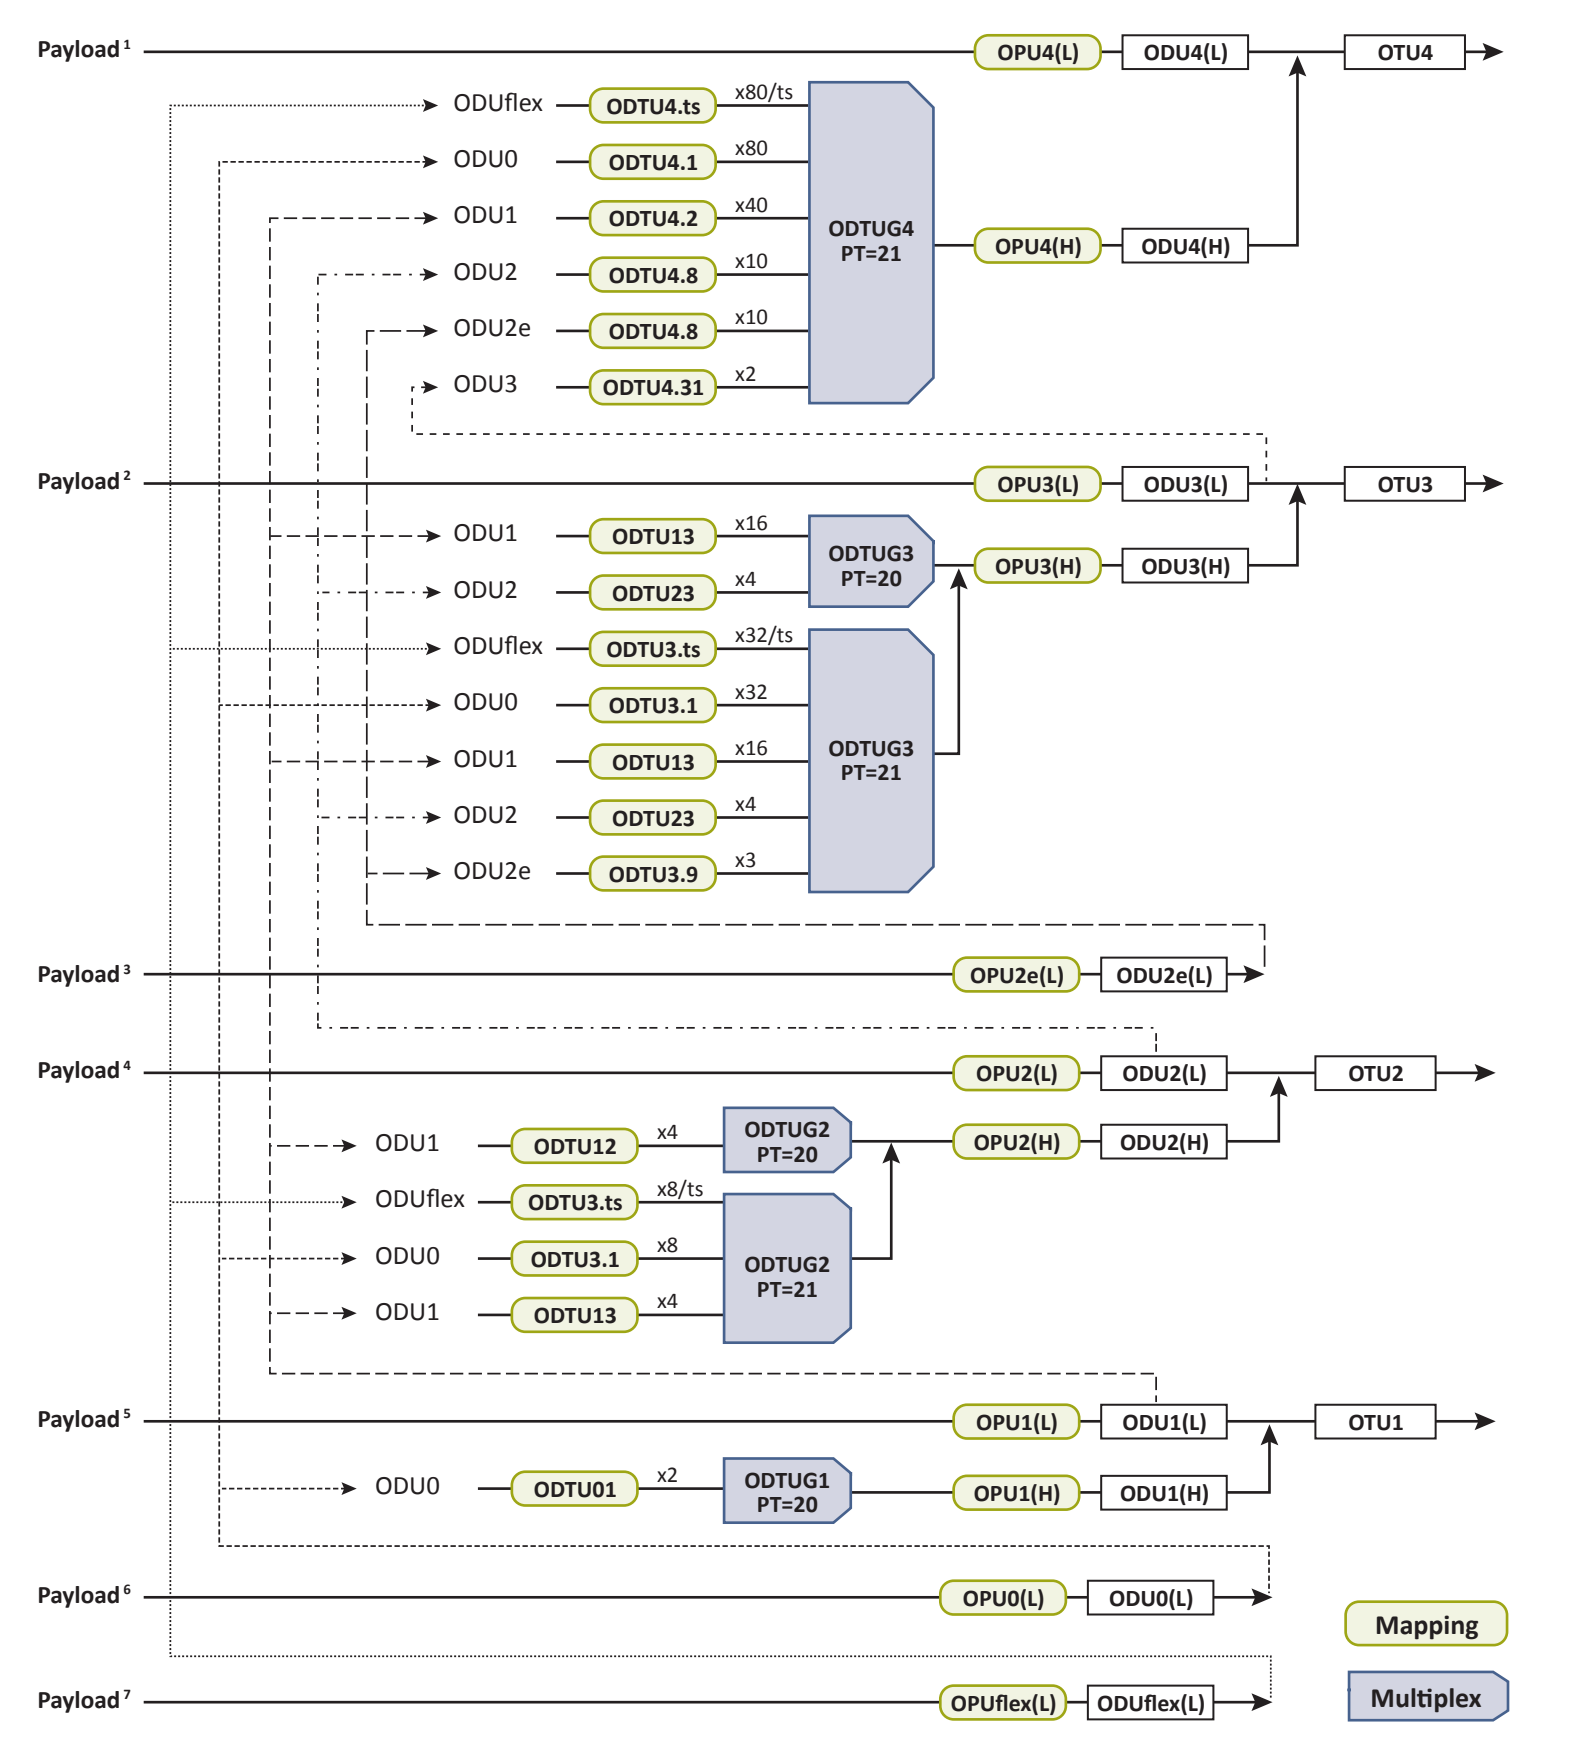 Payload 1
OPU4(L)
ODU4(L)
OTU4
ODUflex
ODTU4.ts
x80/ts
ODU0
ODTU4.1
x80
ODU1
ODTU4.2
x40
ODTUG4
PT=21
OPU4(H)
ODU4(H)
ODU2
ODTU4.8
x10
ODU2e
ODTU4.8
x10
ODU3
ODTU4.31
x2
Payload 2
OPU3(L)
ODU3(L)
OTU3
ODU1
ODTU13
x16
ODTUG3
PT=20
OPU3(H)
ODU3(H)
ODU2
ODTU23
x4
ODUflex
ODTU3.ts
x32/ts
ODU0
ODTU3.1
x32
ODU1
ODTU13
x16
ODTUG3
PT=21
ODU2
ODTU23
x4
ODU2e
ODTU3.9
x3
Payload 3
OPU2e(L)
ODU2e(L)
Payload 4
OPU2(L)
ODU2(L)
OTU2
ODU1
ODTU12
x4
ODTUG2
PT=20
OPU2(H)
ODU2(H)
ODUflex
ODTU3.ts
x8/ts
ODU0
ODTU3.1
x8
ODTUG2
PT=21
ODU1
ODTU13
x4
Payload 5
OPU1(L)
ODU1(L)
OTU1
ODU0
ODTU01
x2
ODTUG1
PT=20
OPU1(H)
ODU1(H)
Payload 6
OPU0(L)
ODU0(L)
Mapping
Payload 7
OPUflex(L)
ODUflex(L)
Multiplex